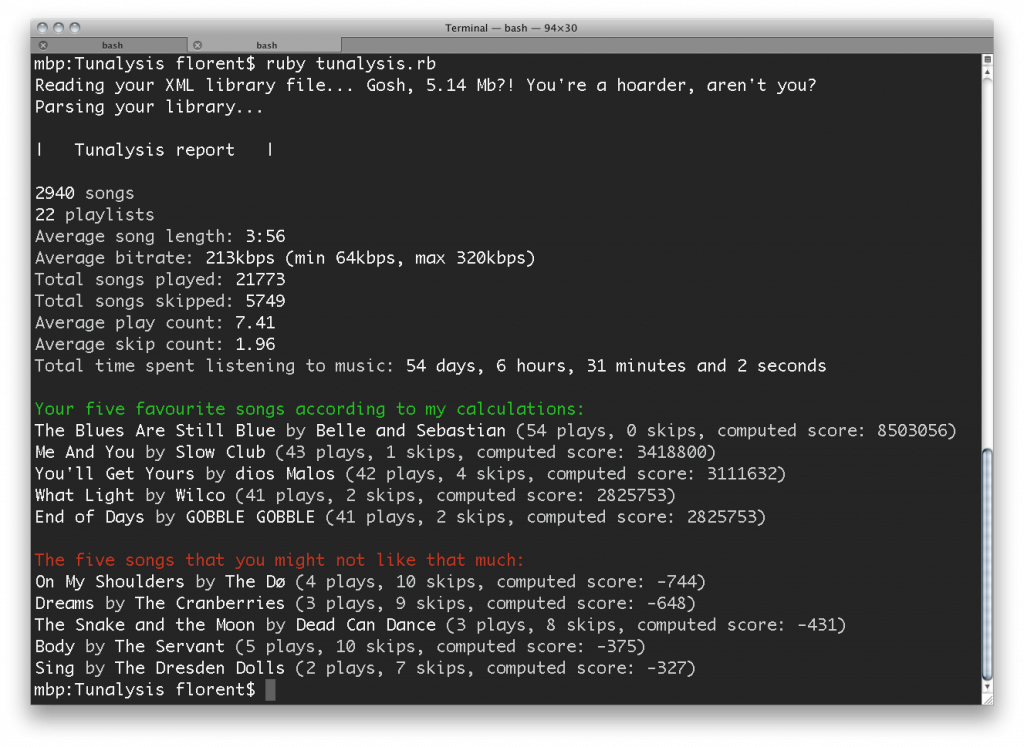 Terminal — bash — 94×30
bash bash
mbp:Tunalysis florent$ ruby tunalysis.rb
Reading your XML library file... Gosh, 5.14 Mb?! You're a hoarder, aren't you?
Parsing your library...
|   Tunalysis report   |
2940 songs
22 playlists
Average song length: 3:56
Average bitrate: 213kbps (min 64kbps, max 320kbps)
Total songs played: 21773
Total songs skipped: 5749
Average play count: 7.41
Average skip count: 1.96
Total time spent listening to music: 54 days, 6 hours, 31 minutes and 2 seconds
Your five favourite songs according to my calculations:
The Blues Are Still Blue by Belle and Sebastian (54 plays, 0 skips, computed score: 8503056)
Me And You by Slow Club (43 plays, 1 skips, computed score: 3418800)
You'll Get Yours by dios Malos (42 plays, 4 skips, computed score: 3111632)
What Light by Wilco (41 plays, 2 skips, computed score: 2825753)
End of Days by GOBBLE GOBBLE (41 plays, 2 skips, computed score: 2825753)
The five songs that you might not like that much:
On My Shoulders by The Dø (4 plays, 10 skips, computed score: -744)
Dreams by The Cranberries (3 plays, 9 skips, computed score: -648)
The Snake and the Moon by Dead Can Dance (3 plays, 8 skips, computed score: -431)
Body by The Servant (5 plays, 10 skips, computed score: -375)
Sing by The Dresden Dolls (2 plays, 7 skips, computed score: -327)
mbp:Tunalysis florent$